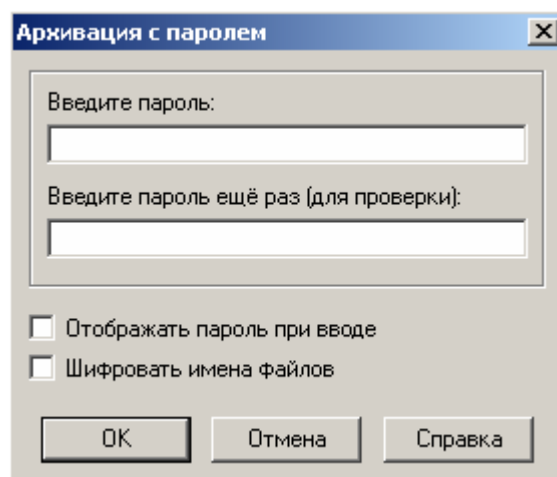 Архивация с паролем
Введите пароль:
Введите пароль ещё раз (для проверки):
Отображать пароль при вводе
Шифровать имена файлов
OK Отмена Справка